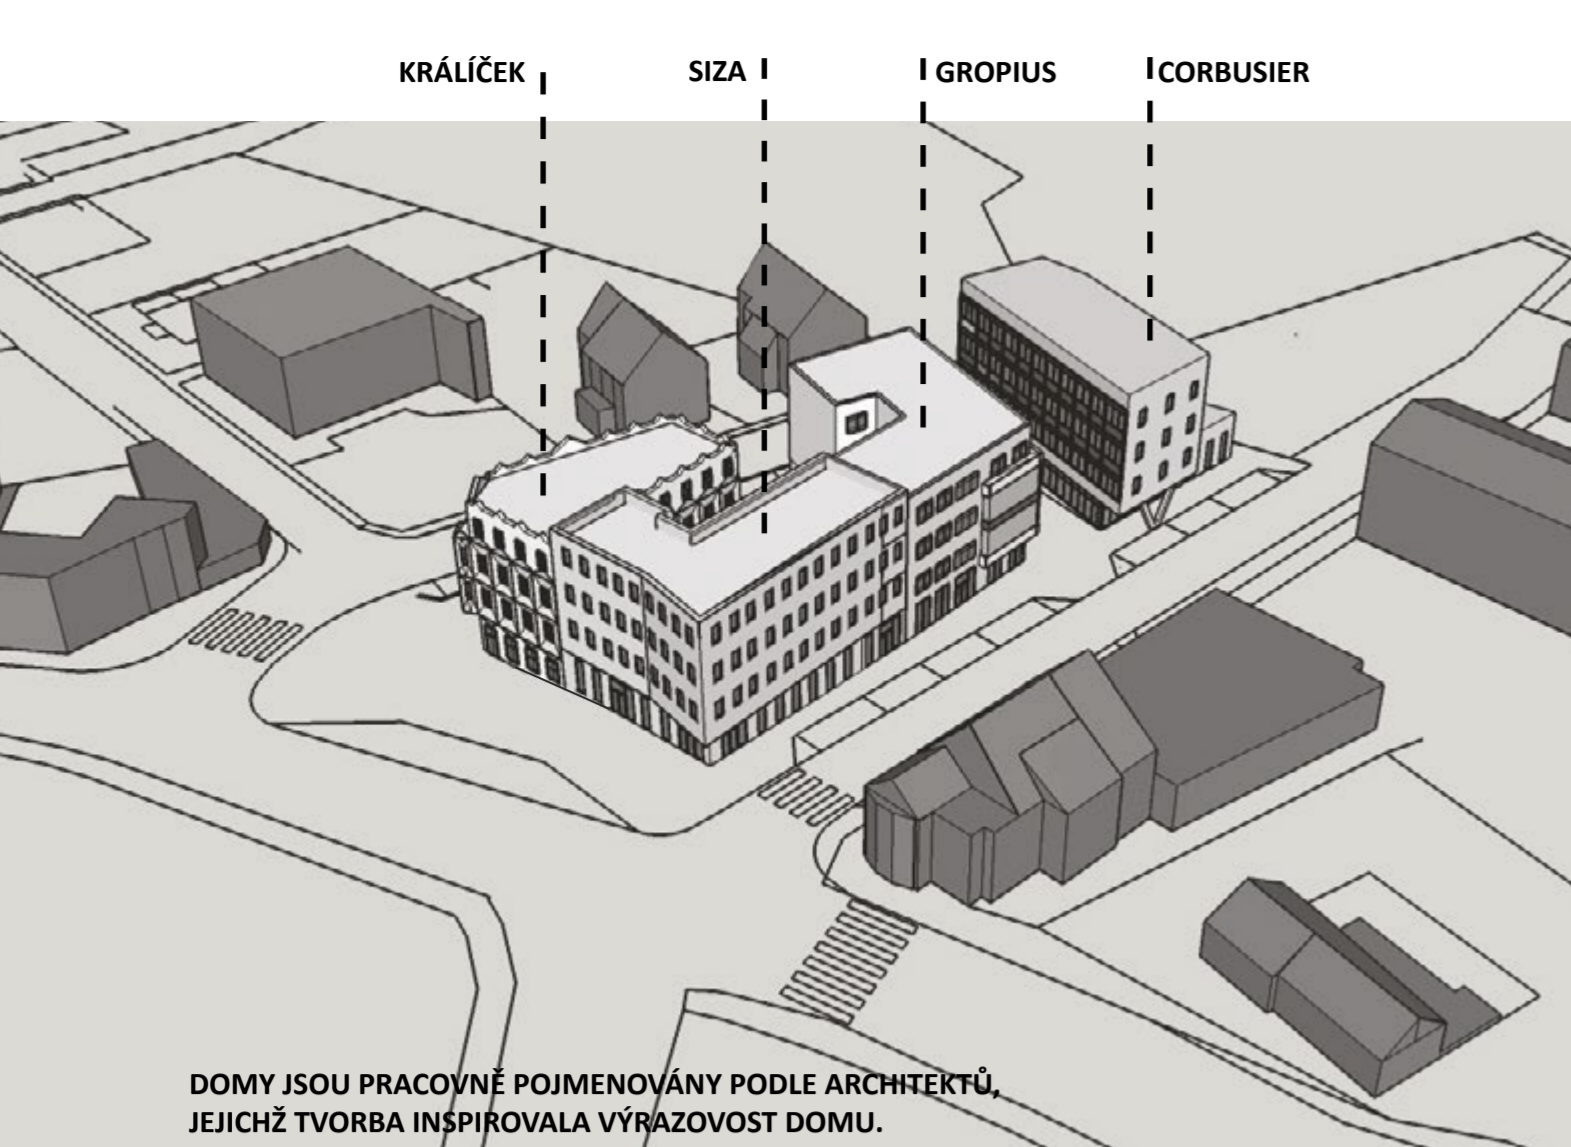 KRÁLÍČEK
SIZA
GROPIUS
CORBUSIER
DOMY JSOU PRACOVNĚ POJMENOVÁNY PODLE ARCHITEKTŮ,
JEJICHŽ TVORBA INSPIROVALA VÝRAZOVOST DOMU.